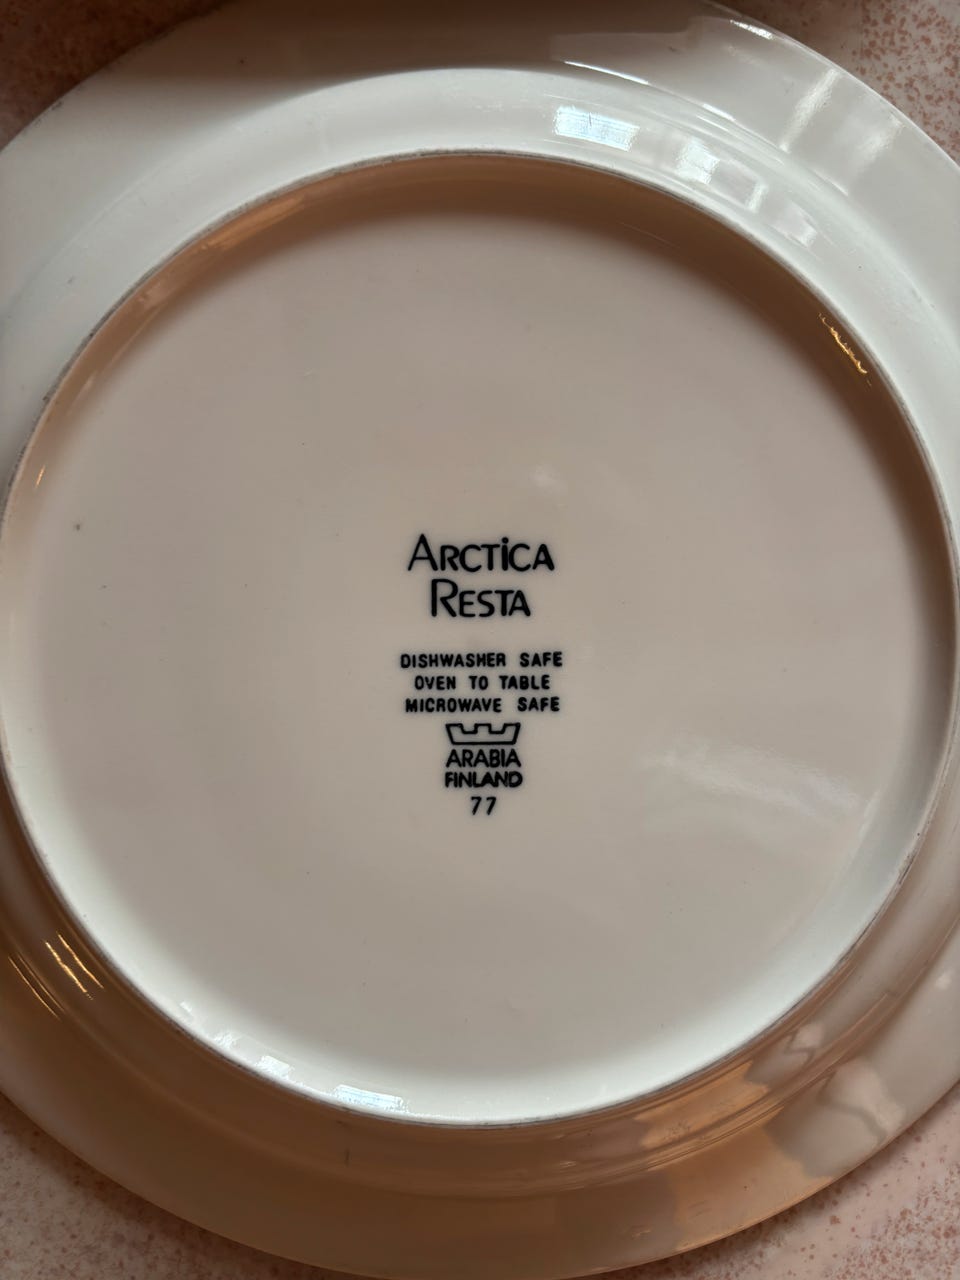 ARCTiCA
RESTA
DISHWASHER SAFE
OVEN TO TABLE
MICROWAVE SAFE
ARABIA
FINLAND
77